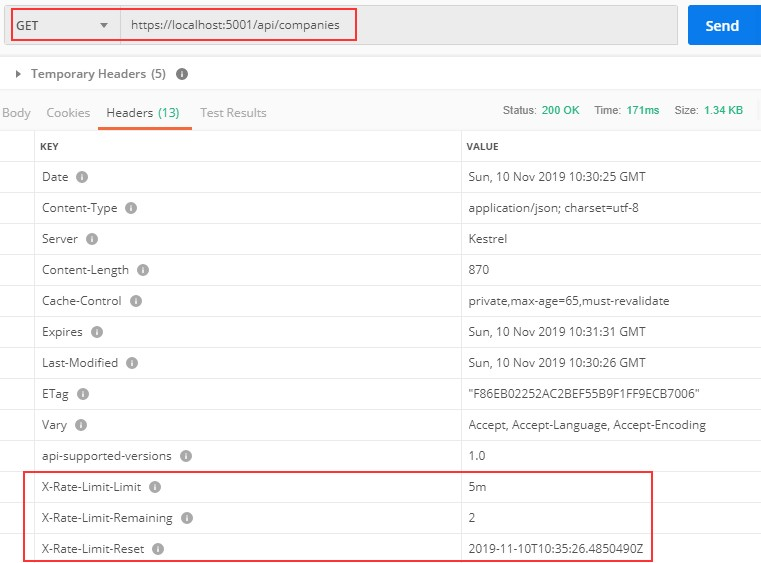 GET https://localhost:5001/api/companies Send
Temporary Headers (5)
Body Cookies Headers (13) Test Results Status: 200 OK Time: 171ms Size: 1.34 KB
KEY VALUE
Date Sun, 10 Nov 2019 10:30:25 GMT
Content-Type application/json; charset=utf-8
Server Kestrel
Content-Length 870
Cache-Control private,max-age=65,must-revalidate
Expires Sun, 10 Nov 2019 10:31:31 GMT
Last-Modified Sun, 10 Nov 2019 10:30:26 GMT
ETag "F86EB02252AC2BEF55B9F1FF9ECB7006"
Vary Accept, Accept-Language, Accept-Encoding
api-supported-versions 1.0
X-Rate-Limit-Limit 5m
X-Rate-Limit-Remaining 2
X-Rate-Limit-Reset 2019-11-10T10:35:26.4850490Z